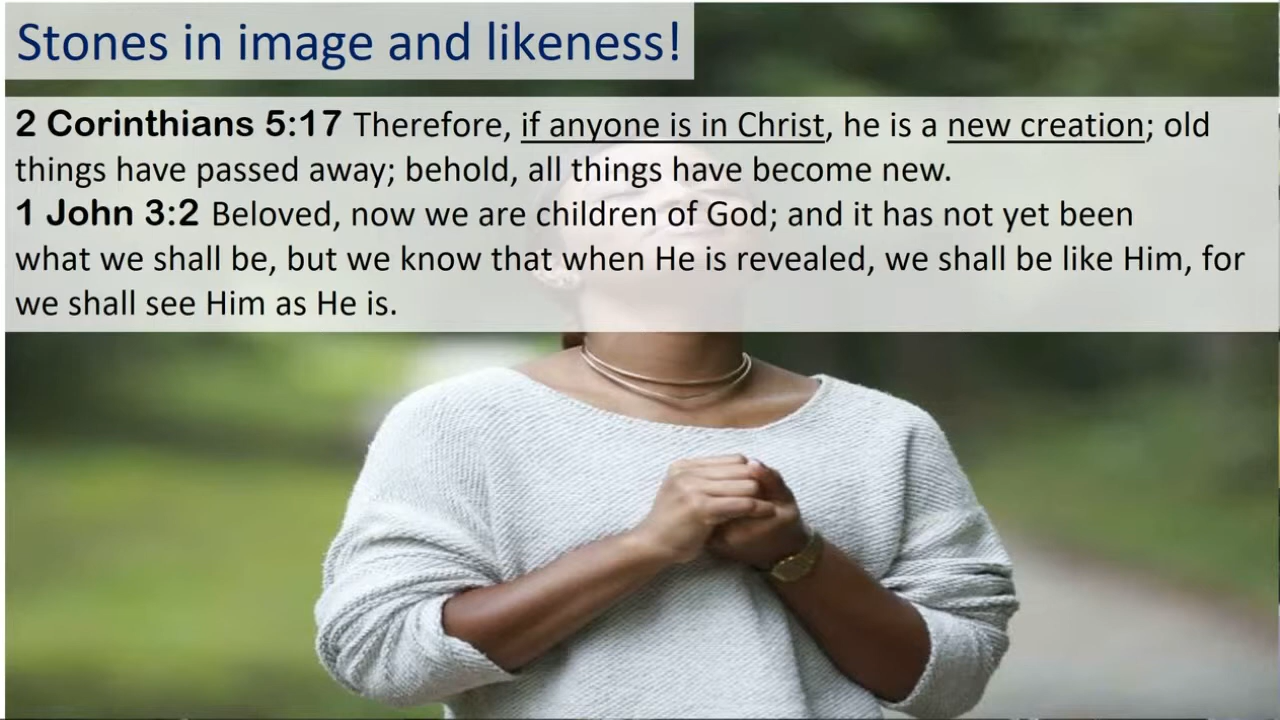 Stones in image and likeness!
2 Corinthians 5:17 Therefore, if anyone is in Christ, he is a new creation; old
things have passed away; behold, all things have become new.
1 John 3:2 Beloved, now we are children of God; and it has not yet been
what we shall be, but we know that when He is revealed, we shall be like Him, for
we shall see Him as He is.